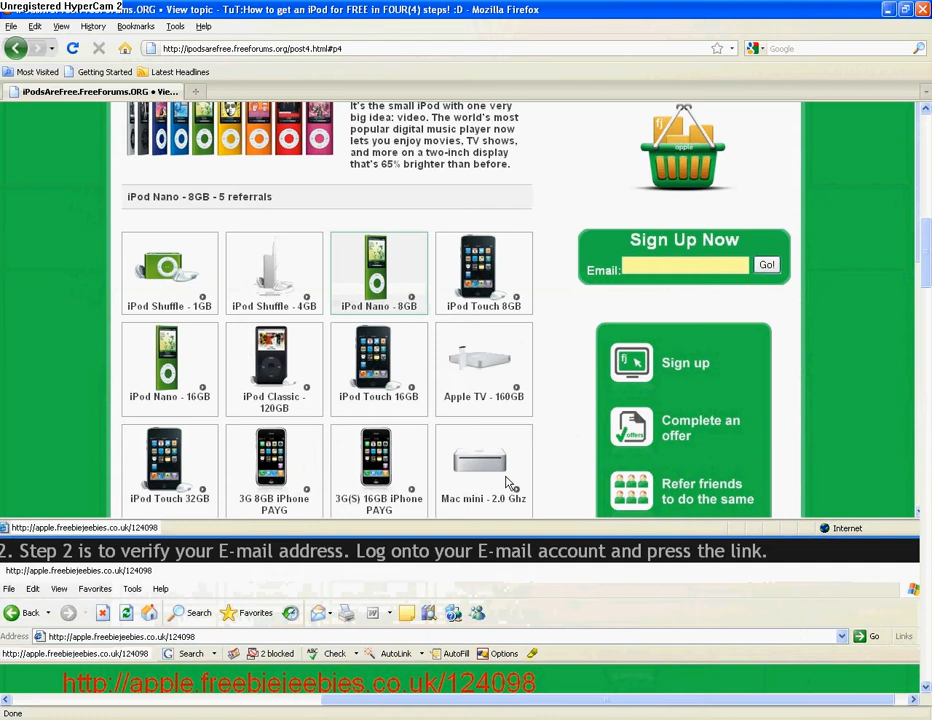 Unregistered HyperCam 2
• View topic - TuT:How to get an iPod for FREE in FOUR(4) steps! :D - Mozilla Firefox
File Edit View History Bookmarks Tools Help
http://ipodsarefree.freeforums.org/post4.html#p4
Google
Most Visited Getting Started Latest Headlines
iPodsAreFree.FreeForums.ORG • Vie...
It's the small iPod with one very
big idea: video. The world's most
popular digital music player now
lets you enjoy movies, TV shows,
and more on a two-inch display
that's 65% brighter than before.
apple
iPod Nano - 8GB - 5 referrals
Sign Up Now
Email: Go!
iPod Shuffle - 1GB
iPod Shuffle - 4GB
iPod Nano - 8GB
iPod Touch 8GB
iPod Nano - 16GB
iPod Classic -
120GB
iPod Touch 16GB
Apple TV - 160GB
iPod Touch 32GB
3G 8GB iPhone
PAYG
3G(S) 16GB iPhone
PAYG
Mac mini - 2.0 Ghz
fj
Sign up
offers
Complete an
offer
Refer friends
to do the same
http://apple.freebiejeebies.co.uk/124098
Internet
2. Step 2 is to verify your E-mail address. Log onto your E-mail account and press the link.
http://apple.freebiejeebies.co.uk/124098
File Edit View Favorites Tools Help
Back Search Favorites
Address http://apple.freebiejeebies.co.uk/124098 Go Links
http://apple.freebiejeebies.co.uk/124098 Search 2 blocked Check AutoLink AutoFill Options
http://apple.freebiejeebies.co.uk/124098
Done